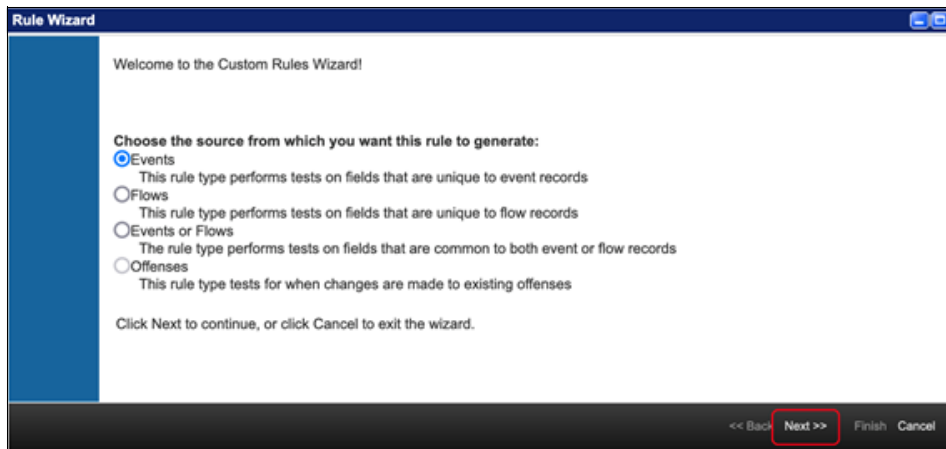 Rule Wizard
Welcome to the Custom Rules Wizard!
Choose the source from which you want this rule to generate:
Events
This rule type performs tests on fields that are unique to event records
Flows
This rule type performs tests on fields that are unique to flow records
Events or Flows
The rule type performs tests on fields that are common to both event or flow records
Offenses
This rule type tests for when changes are made to existing offenses
Click Next to continue, or click Cancel to exit the wizard.
<< Back Next >> Finish Cancel